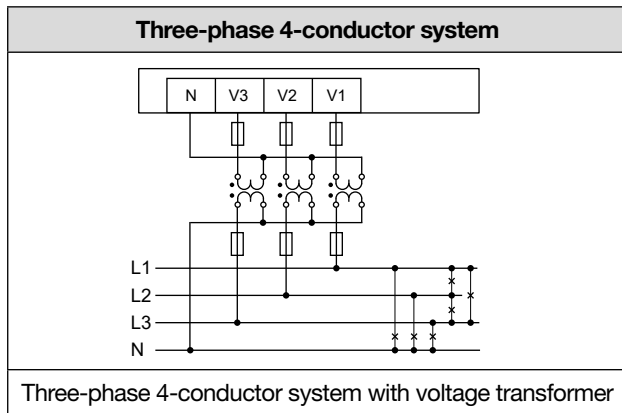 Three-phase 4-conductor system
N V3 V2 V1
L1
L2
L3
N
Three-phase 4-conductor system with voltage transformer